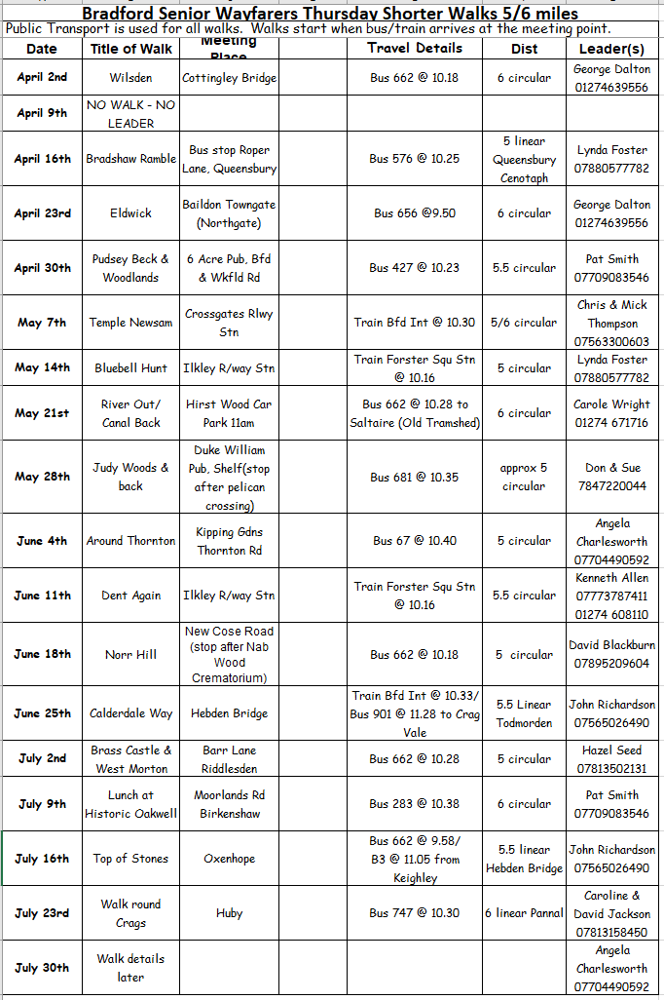 Bradford Senior Wayfarers Thursday Shorter Walks 5/6 miles
Public Transport is used for all walks. Walks start when bus/train arrives at the meeting point.
Date Title of Walk Meeting Place Travel Details Dist Leader(s)
April 2nd Wilsden Cottingley Bridge Bus 662 @ 10.18 6 circular George Dalton 01274639556
April 9th NO WALK - NO LEADER
April 16th Bradshaw Ramble Bus stop Roper Lane, Queensbury Bus 576 @ 10.25 5 linear Queensbury Cenotaph Lynda Foster 07880577782
April 23rd Eldwick Baildon Towngate (Northgate) Bus 656 @9.50 6 circular George Dalton 01274639556
April 30th Pudsey Beck & Woodlands 6 Acre Pub, Bfd & Wkfld Rd Bus 427 @ 10.23 5.5 circular Pat Smith 07709083546
May 7th Temple Newsam Crossgates Rlwy Stn Train Bfd Int @ 10.30 5/6 circular Chris & Mick Thompson 07563300603
May 14th Bluebell Hunt Ilkley R/way Stn Train Forster Squ Stn @ 10.16 5 circular Lynda Foster 07880577782
May 21st River Out/ Canal Back Hirst Wood Car Park 11am Bus 662 @ 10.28 to Saltaire (Old Tramshed) 6 circular Carole Wright 01274 671716
May 28th Judy Woods & back Duke William Pub, Shelf(stop after pelican crossing) Bus 681 @ 10.35 approx 5 circular Don & Sue 7847220044
June 4th Around Thornton Kipping Gdns Thornton Rd Bus 67 @ 10.40 5 circular Angela Charlesworth 07704490592
June 11th Dent Again Ilkley R/way Stn Train Forster Squ Stn @ 10.16 5.5 circular Kenneth Allen 07773787411 01274 608110
June 18th Norr Hill New Cose Road (stop after Nab Wood Crematorium) Bus 662 @ 10.18 5 circular David Blackburn 07895209604
June 25th Calderdale Way Hebden Bridge Train Bfd Int @ 10.33/ Bus 901 @ 11.28 to Crag Vale 5.5 Linear Todmorden John Richardson 07565026490
July 2nd Brass Castle & West Morton Barr Lane Riddlesden Bus 662 @ 10.28 5 circular Hazel Seed 07813502131
July 9th Lunch at Historic Oakwell Moorlands Rd Birkenshaw Bus 283 @ 10.38 6 circular Pat Smith 07709083546
July 16th Top of Stones Oxenhope Bus 662 @ 9.58/ B3 @ 11.05 from Keighley 5.5 linear Hebden Bridge John Richardson 07565026490
July 23rd Walk round Crags Huby Bus 747 @ 10.30 6 linear Pannal Caroline & David Jackson 07813158450
July 30th Walk details later Angela Charlesworth 07704490592